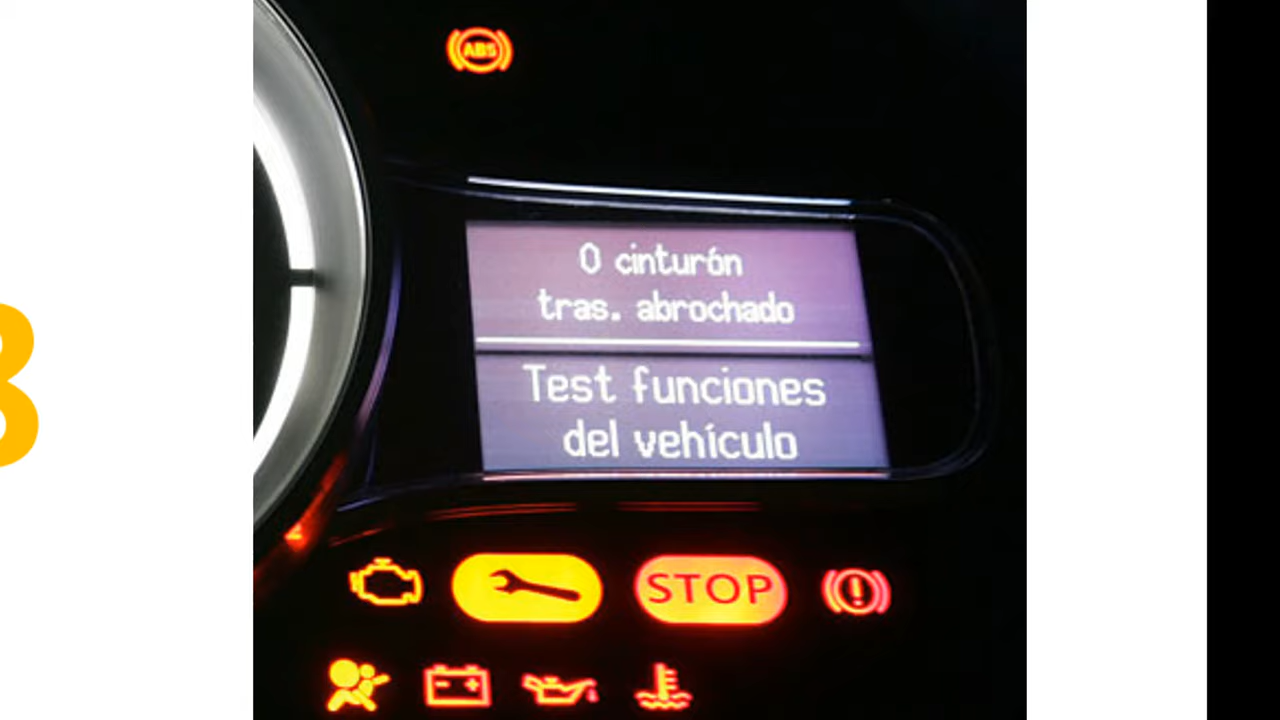 ABS
0 cinturón
tras. abrochado
Test funciones
del vehículo
STOP